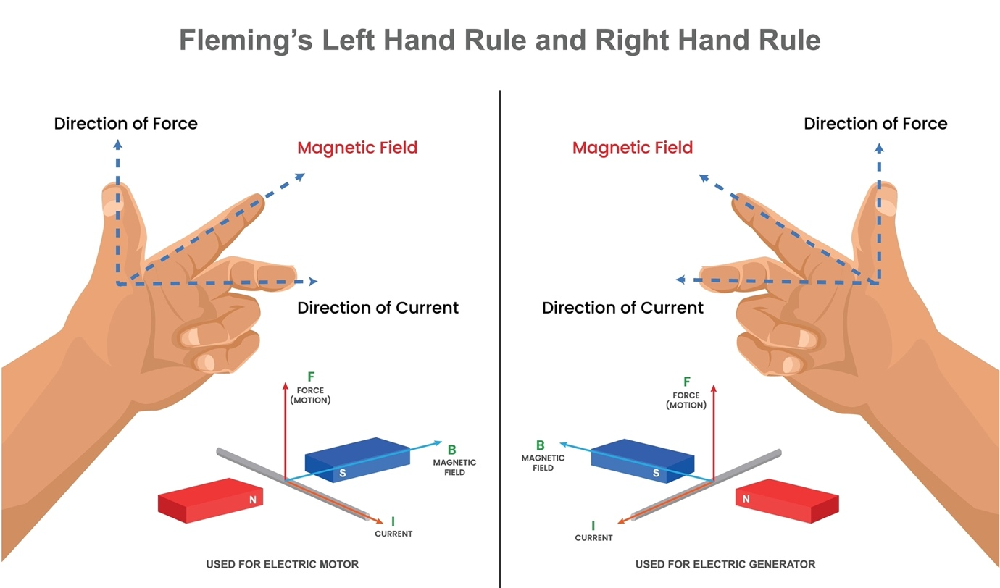 Fleming’s Left Hand Rule and Right Hand Rule
Direction of Force
Magnetic Field
Direction of Current
F
FORCE
(MOTION)
B
MAGNETIC
FIELD
S
N
I
CURRENT
USED FOR ELECTRIC MOTOR
Direction of Force
Magnetic Field
Direction of Current
F
FORCE
(MOTION)
B
MAGNETIC
FIELD
S
N
I
CURRENT
USED FOR ELECTRIC GENERATOR